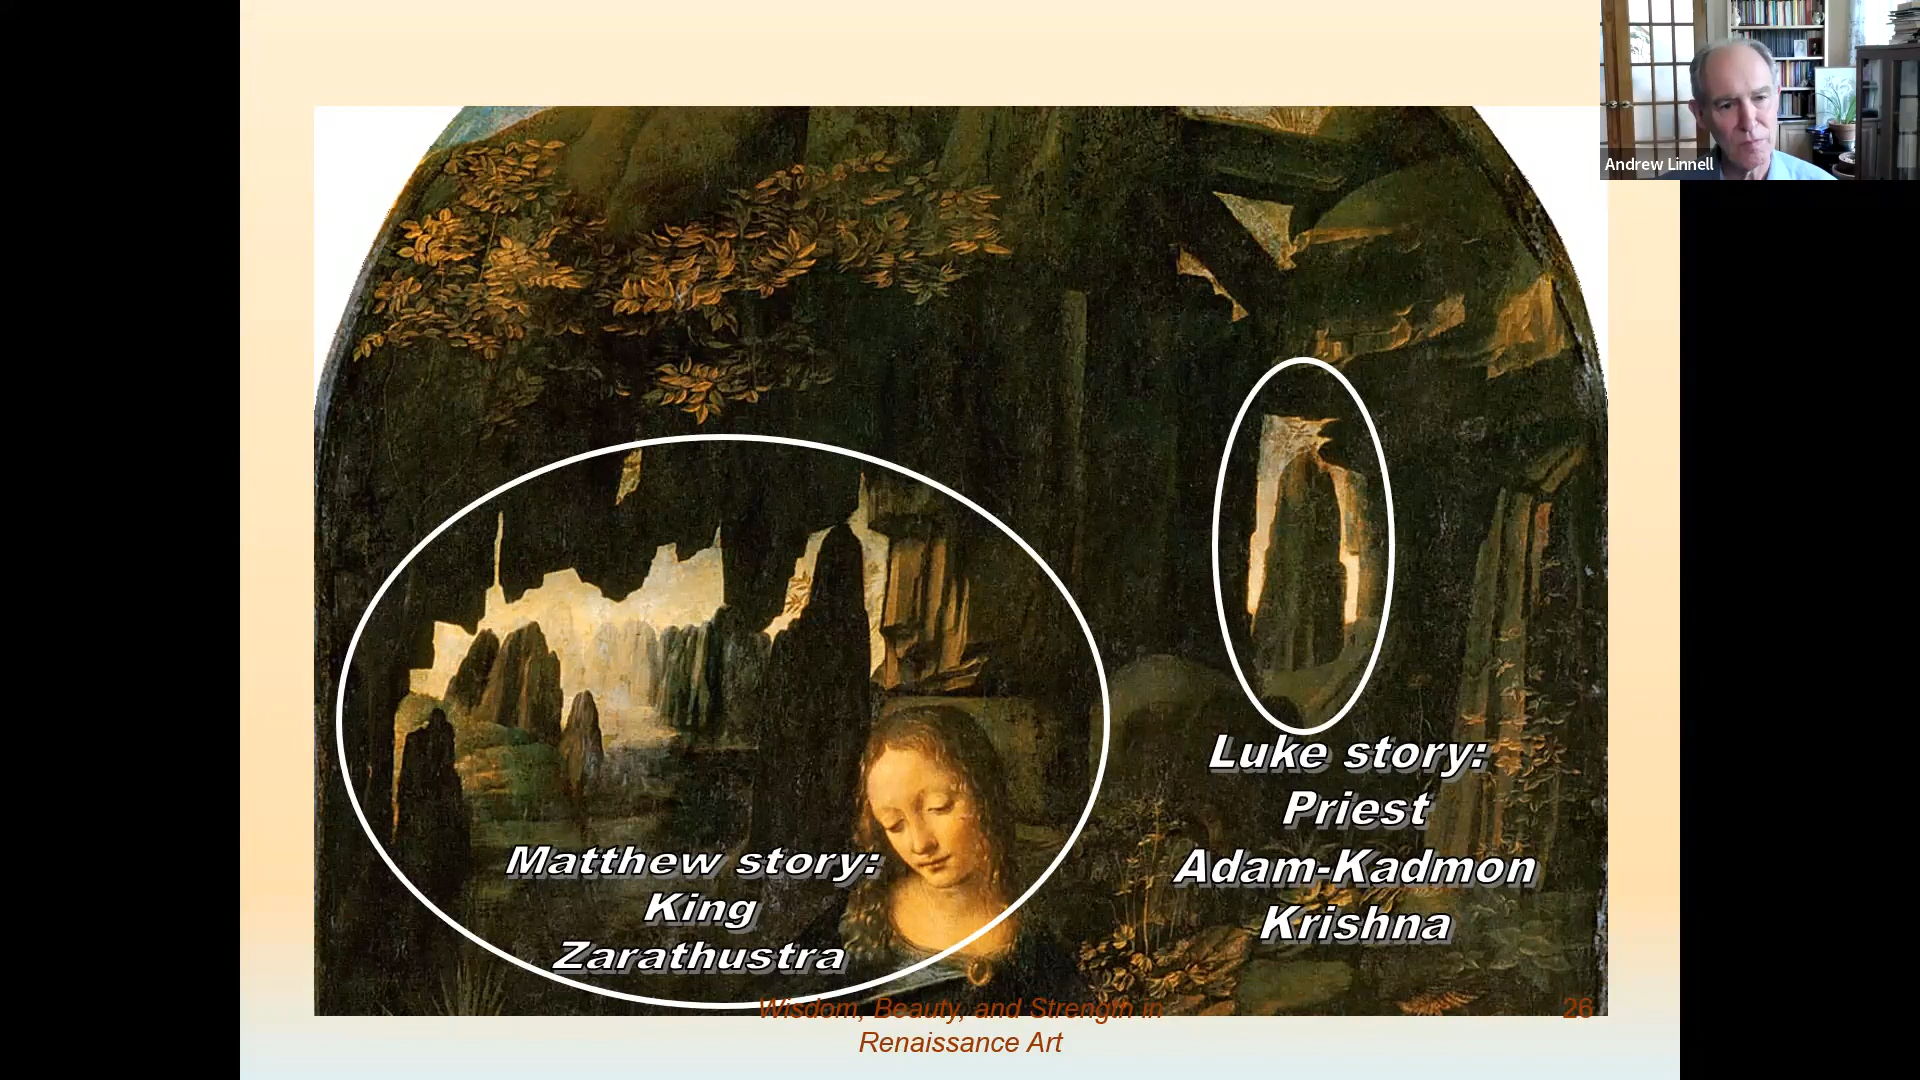 Andrew Linnell
Luke story:
Priest
Adam-Kadmon
Krishna
Matthew story:
King
Zarathustra
Wisdom, Beauty, and Strength in
Renaissance Art
26